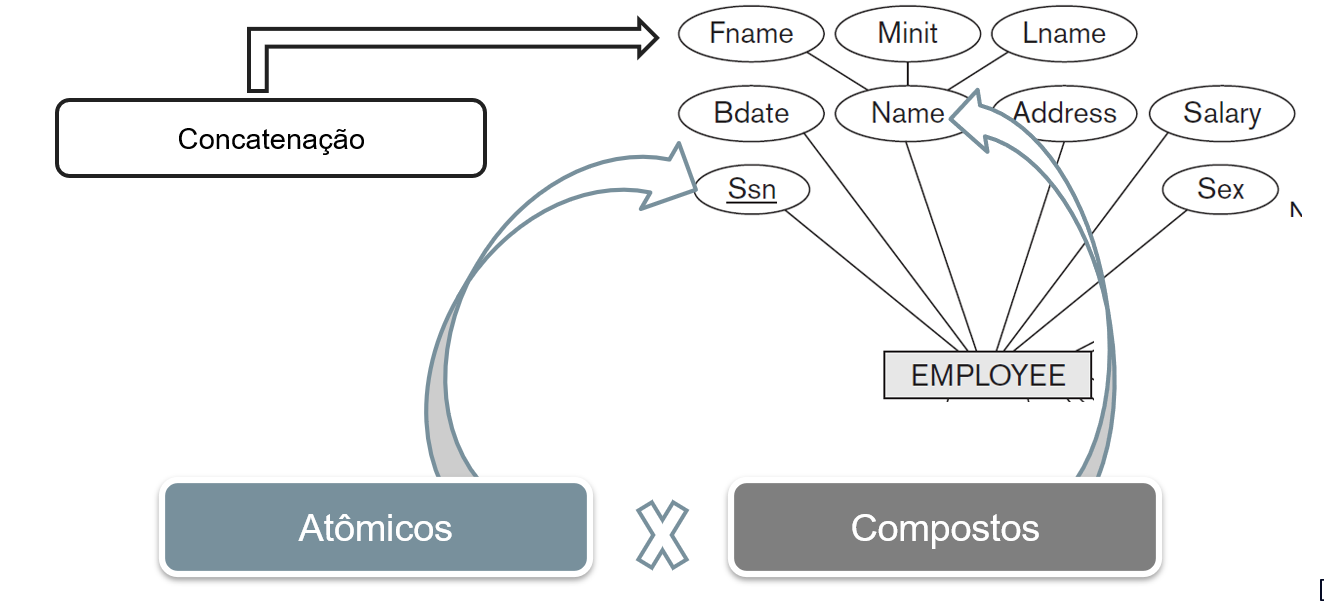 Fname
Minit
Lname
Concatenação
Bdate
Name
Address
Salary
Ssn
Sex
N
EMPLOYEE
Atômicos
X
Compostos